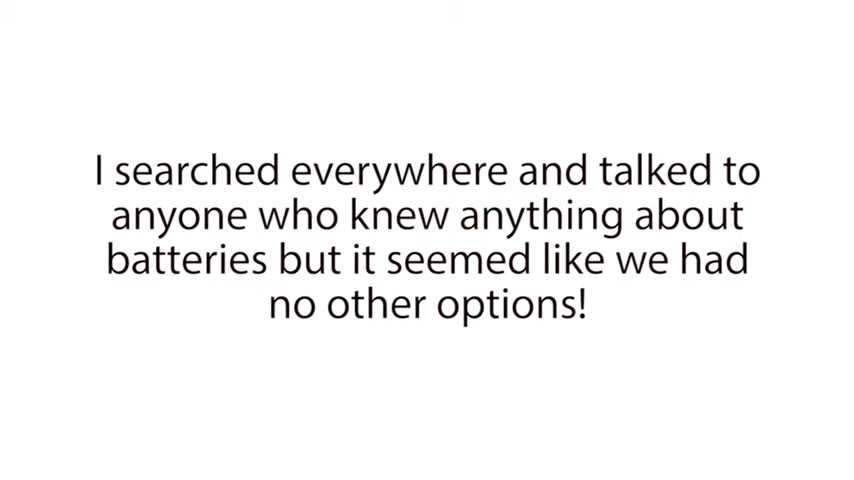 I searched everywhere and talked to
anyone who knew anything about
batteries but it seemed like we had
no other options!